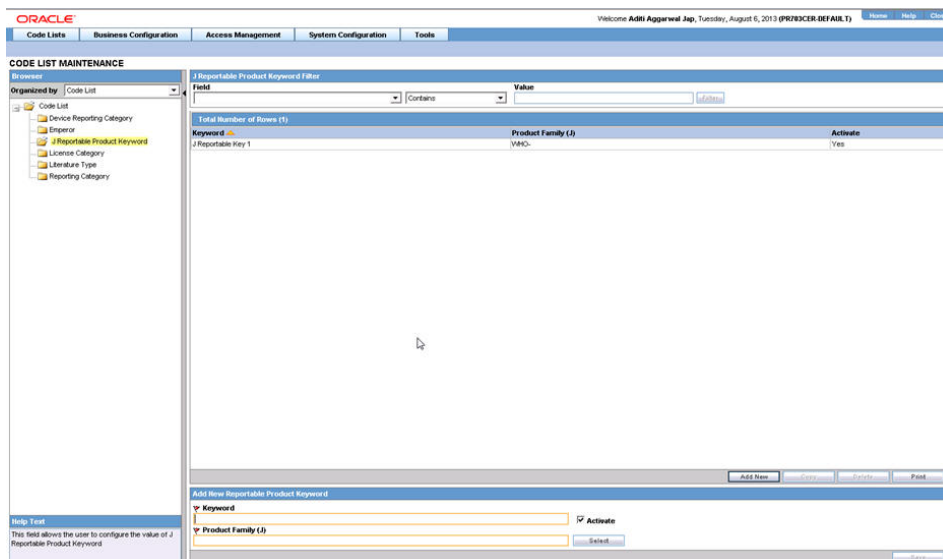 ORACLE
Welcome Aditi Aggarwal Jap, Tuesday, August 6, 2013 (PR703CER-DEFAULT)
Home Help Clo
Code Lists Business Configuration Access Management System Configuration Tools
CODE LIST MAINTENANCE
Browser
Organized by Code List
Code List
Device Reporting Category
Emperor
J Reportable Product Keyword
License Category
Literature Type
Reporting Category
Help Text
This field allows the user to configure the value of J
Reportable Product Keyword
J Reportable Product Keyword Filter
Field Value
Contains Filter
Total Number of Rows (1)
Keyword Product Family (J) Activate
J Reportable Key 1 WHO- Yes
Add New Copy Delete Print
Add New Reportable Product Keyword
Keyword
Activate
Product Family (J)
Select
Save